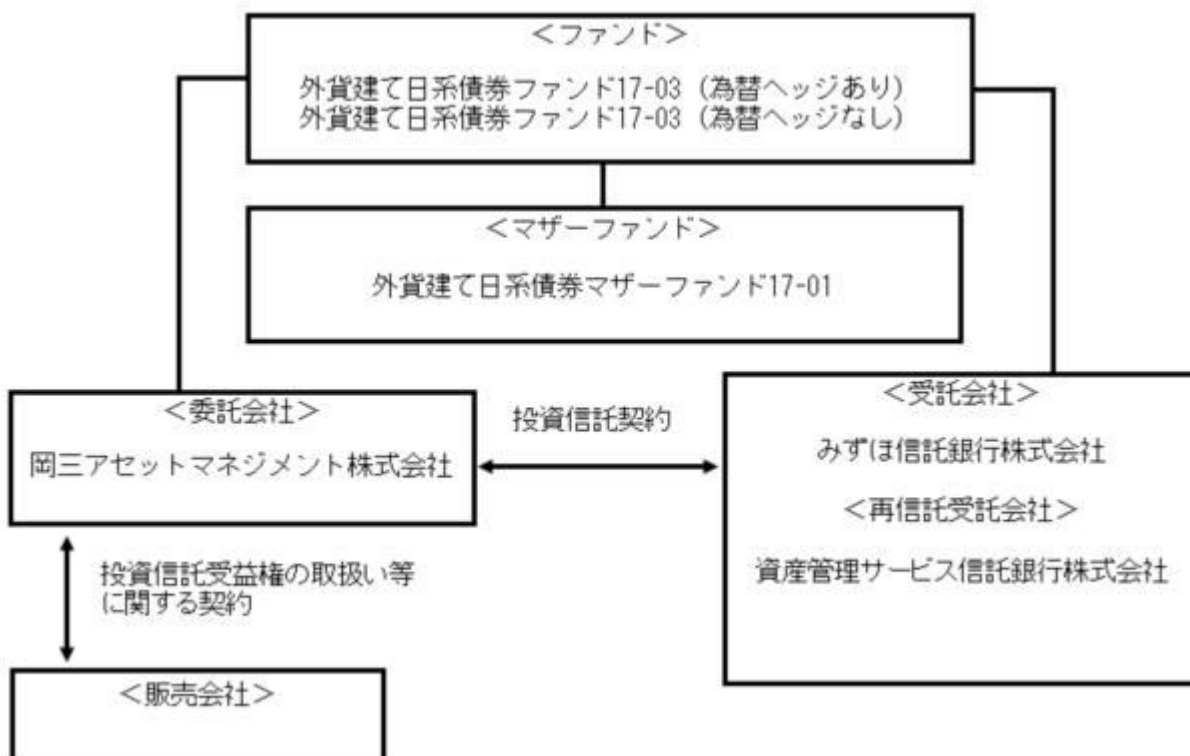 ＜ファンド＞
外貨建て日系債券ファンド17-03（為替ヘッジあり）
外貨建て日系債券ファンド17-03（為替ヘッジなし）
＜マザーファンド＞
外貨建て日系債券マザーファンド17-01
＜委託会社＞
岡三アセットマネジメント株式会社
投資信託契約
＜受託会社＞
みずほ信託銀行株式会社
＜再信託受託会社＞
資産管理サービス信託銀行株式会社
投資信託受益権の取扱い等
に関する契約
＜販売会社＞